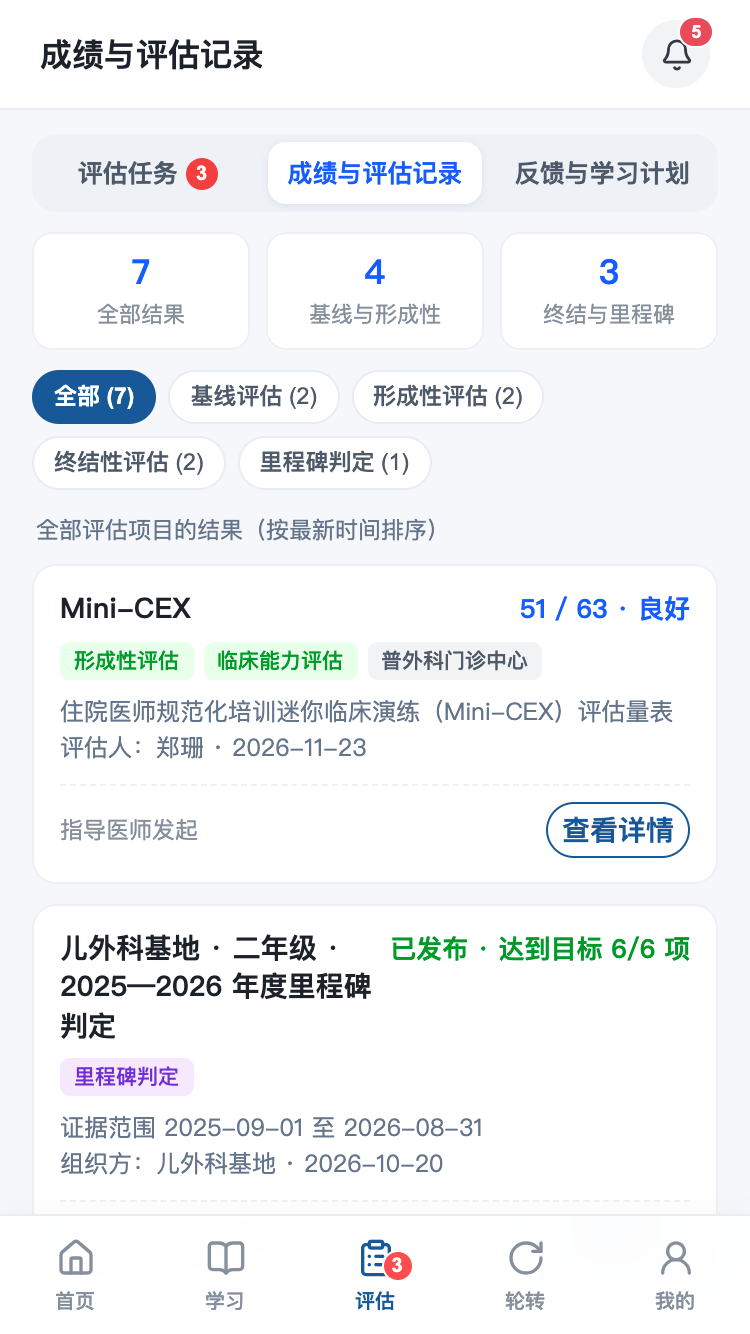 成绩与评估记录
5
评估任务 3
成绩与评估记录
反馈与学习计划
7
全部结果
4
基线与形成性
3
终结与里程碑
全部 (7)
基线评估 (2)
形成性评估 (2)
终结性评估 (2)
里程碑判定 (1)
全部评估项目的结果（按最新时间排序）
Mini-CEX
51 / 63 · 良好
形成性评估
临床能力评估
普外科门诊中心
住院医师规范化培训迷你临床演练（Mini-CEX）评估量表
评估人：郑珊 · 2026-11-23
指导医师发起
查看详情
儿外科基地 · 二年级 ·
2025—2026 年度里程碑
判定
已发布 · 达到目标 6/6 项
里程碑判定
证据范围 2025-09-01 至 2026-08-31
组织方：儿外科基地 · 2026-10-20
首页
学习
3
评估
轮转
我的